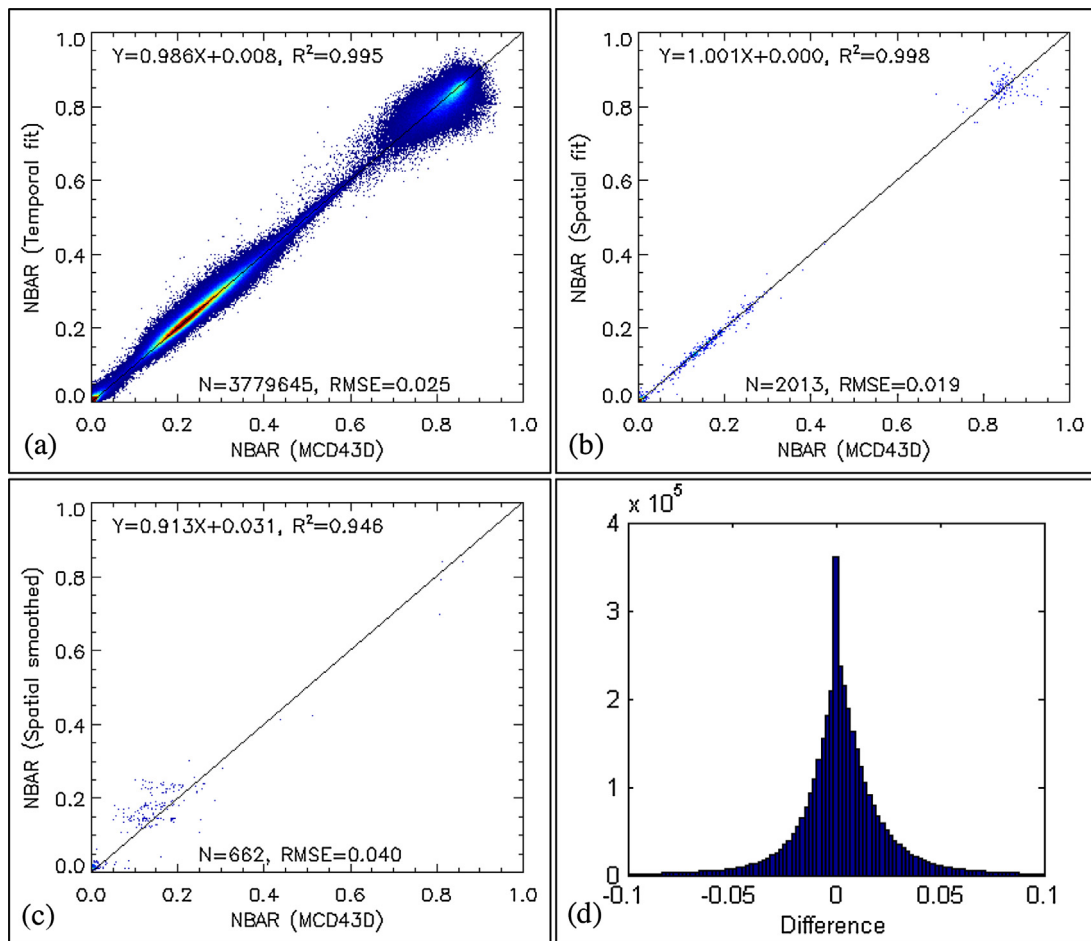 Y=0.986X+0.008, R²=0.995
1.0
0.8
0.6
0.4
0.2
0.0
NBAR (Temporal fit)
N=3779645, RMSE=0.025
0.0 0.2 0.4 0.6 0.8 1.0
NBAR (MCD43D)
(a)
Y=1.001X+0.000, R²=0.998
1.0
0.8
0.6
0.4
0.2
0.0
NBAR (Spatial fit)
N=2013, RMSE=0.019
0.0 0.2 0.4 0.6 0.8 1.0
NBAR (MCD43D)
(b)
Y=0.913X+0.031, R²=0.946
1.0
0.8
0.6
0.4
0.2
0.0
NBAR (Spatial smoothed)
N=662, RMSE=0.040
0.0 0.2 0.4 0.6 0.8 1.0
NBAR (MCD43D)
(c)
x 10⁵
4
3
2
1
0
-0.1 -0.05 0 0.05 0.1
Difference
(d)